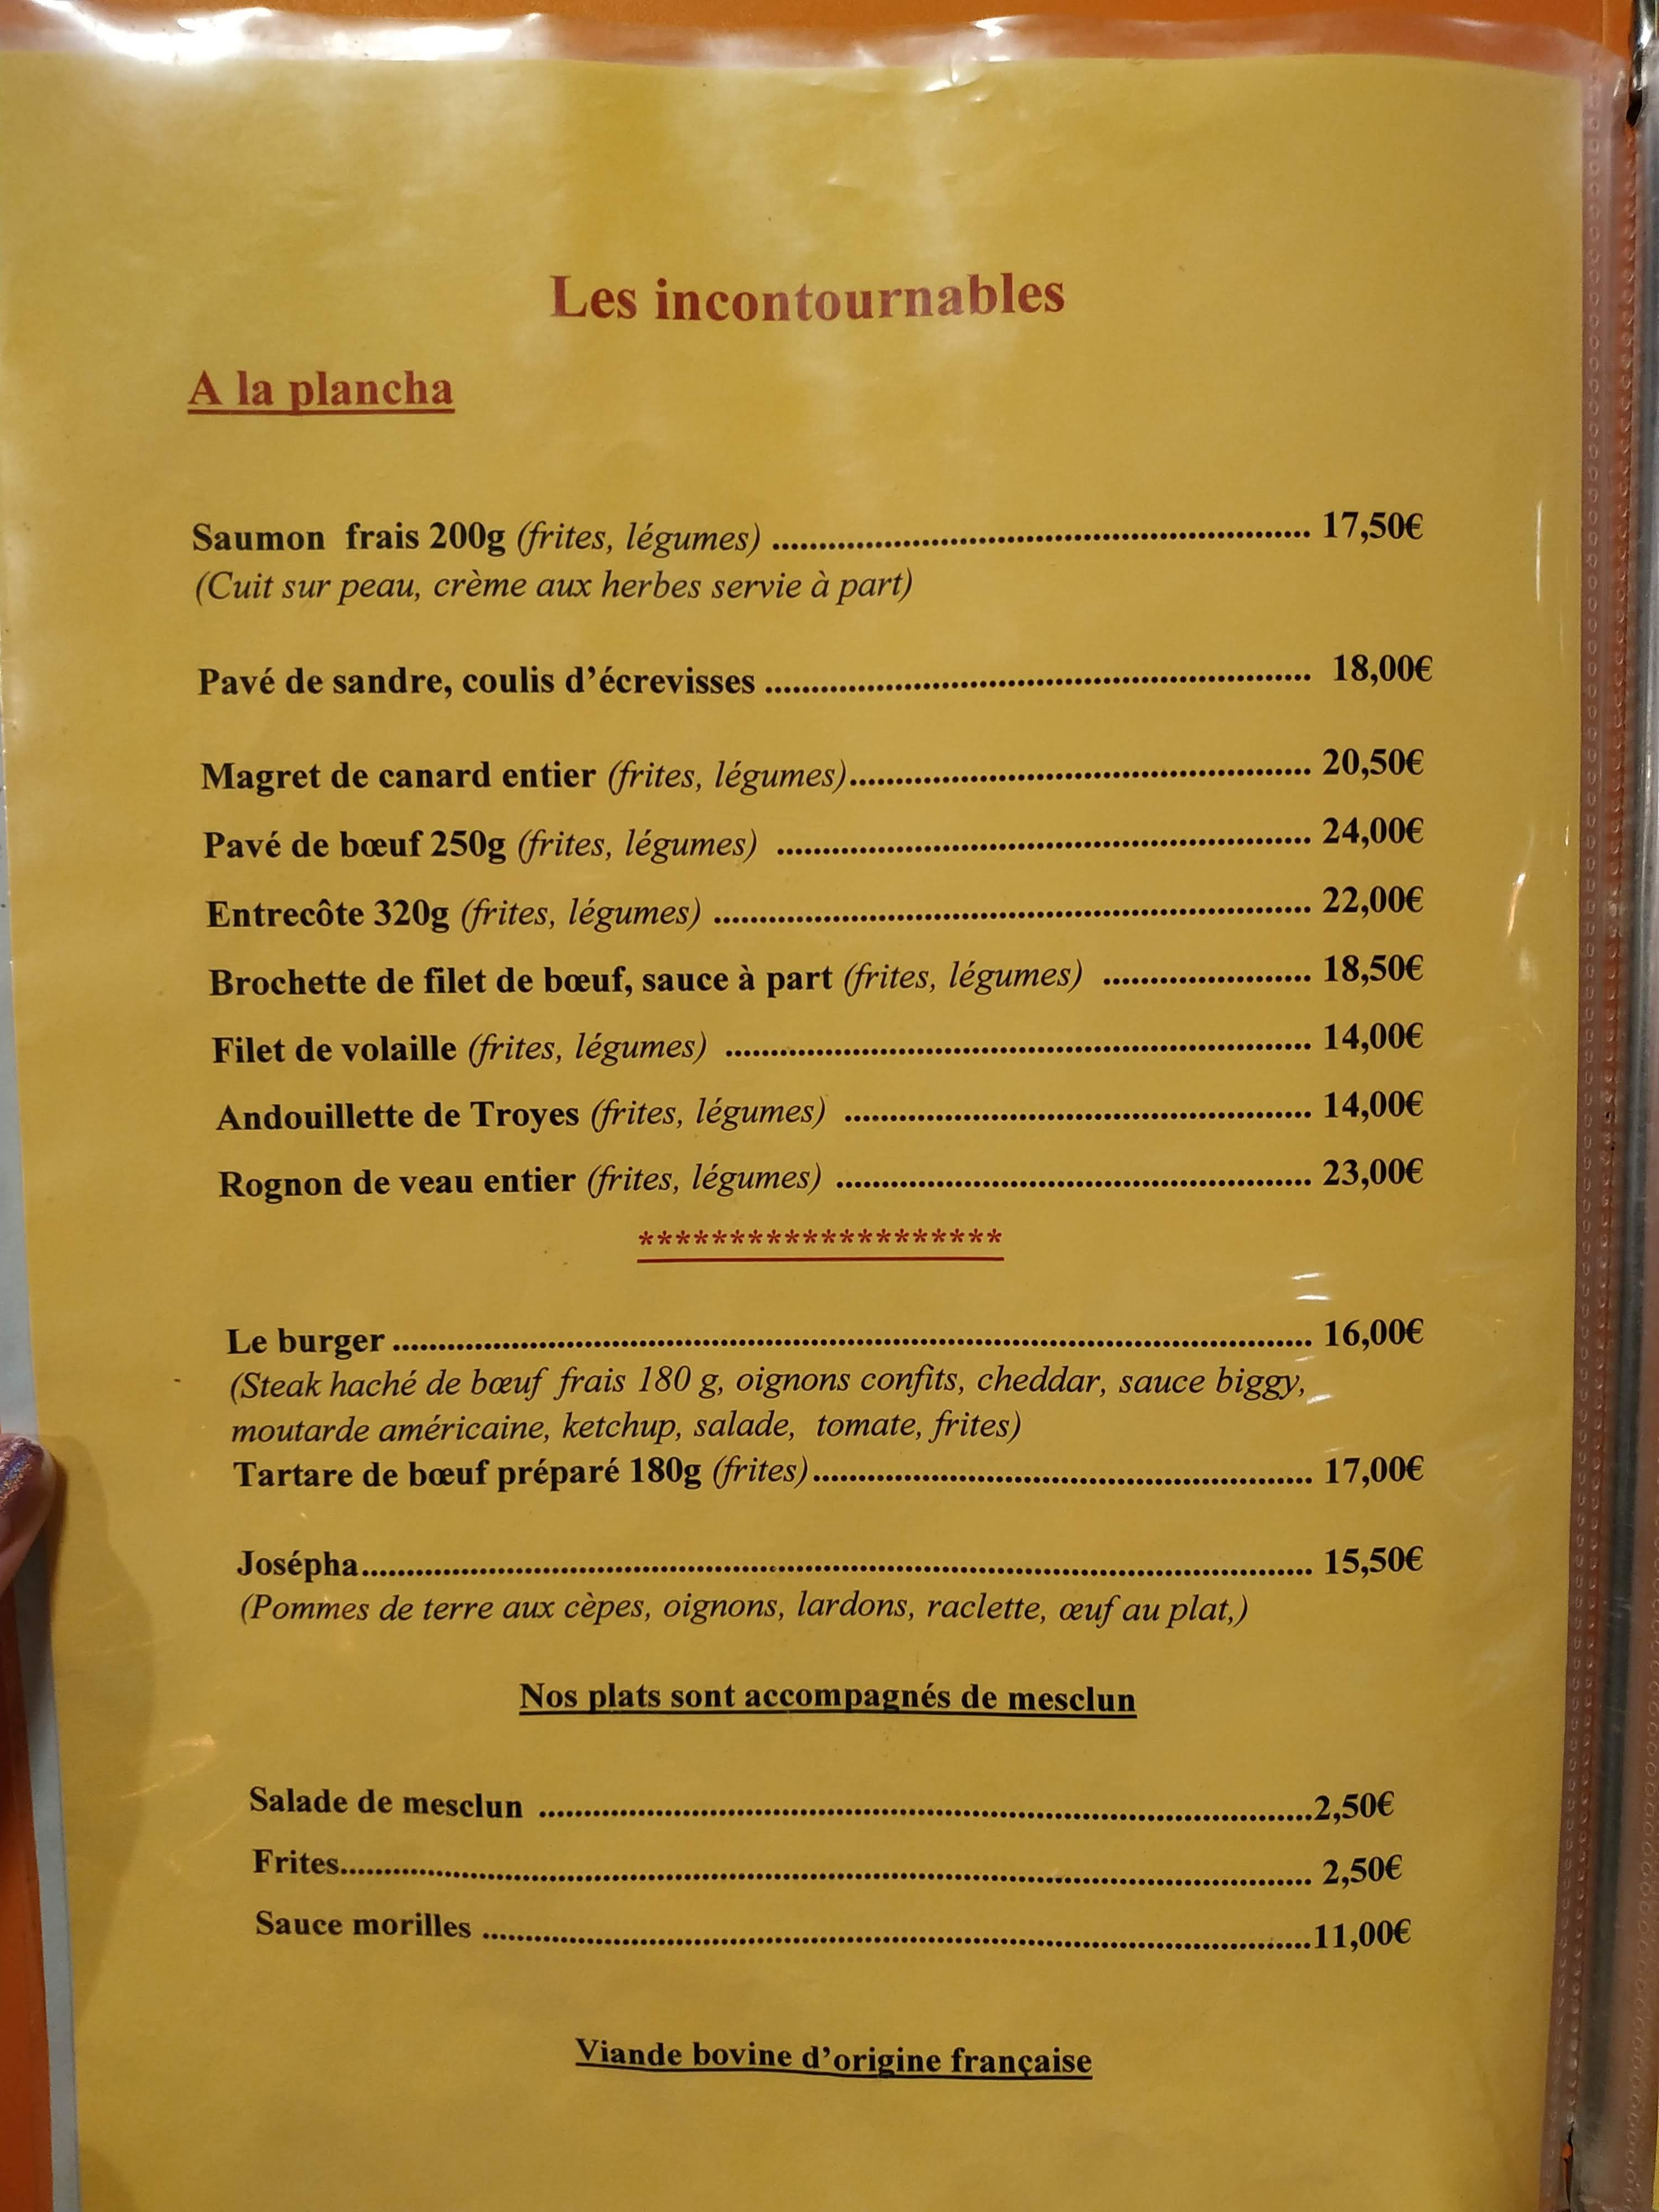 Les incontournables
A la plancha
Saumon frais 200g (frites, légumes) .......................................................... 17,50€
(Cuit sur peau, crème aux herbes servie à part)
Pavé de sandre, coulis d'écrevisses .......................................................... 18,00€
Magret de canard entier (frites, légumes).................................................. 20,50€
Pavé de bœuf 250g (frites, légumes) .......................................................... 24,00€
Entrecôte 320g (frites, légumes) ................................................................. 22,00€
Brochette de filet de bœuf, sauce à part (frites, légumes) ....................... 18,50€
Filet de volaille (frites, légumes) ................................................................ 14,00€
Andouillette de Troyes (frites, légumes) ................................................... 14,00€
Rognon de veau entier (frites, légumes) .................................................... 23,00€
********************
Le burger ..................................................................................................... 16,00€
(Steak haché de bœuf frais 180 g, oignons confits, cheddar, sauce biggy,
moutarde américaine, ketchup, salade, tomate, frites)
Tartare de bœuf préparé 180g (frites)....................................................... 17,00€
Josépha......................................................................................................... 15,50€
(Pommes de terre aux cèpes, oignons, lardons, raclette, œuf au plat,)
Nos plats sont accompagnés de mesclun
Salade de mesclun ......................................................................................2,50€
Frites............................................................................................................ 2,50€
Sauce morilles ............................................................................................11,00€
Viande bovine d'origine française